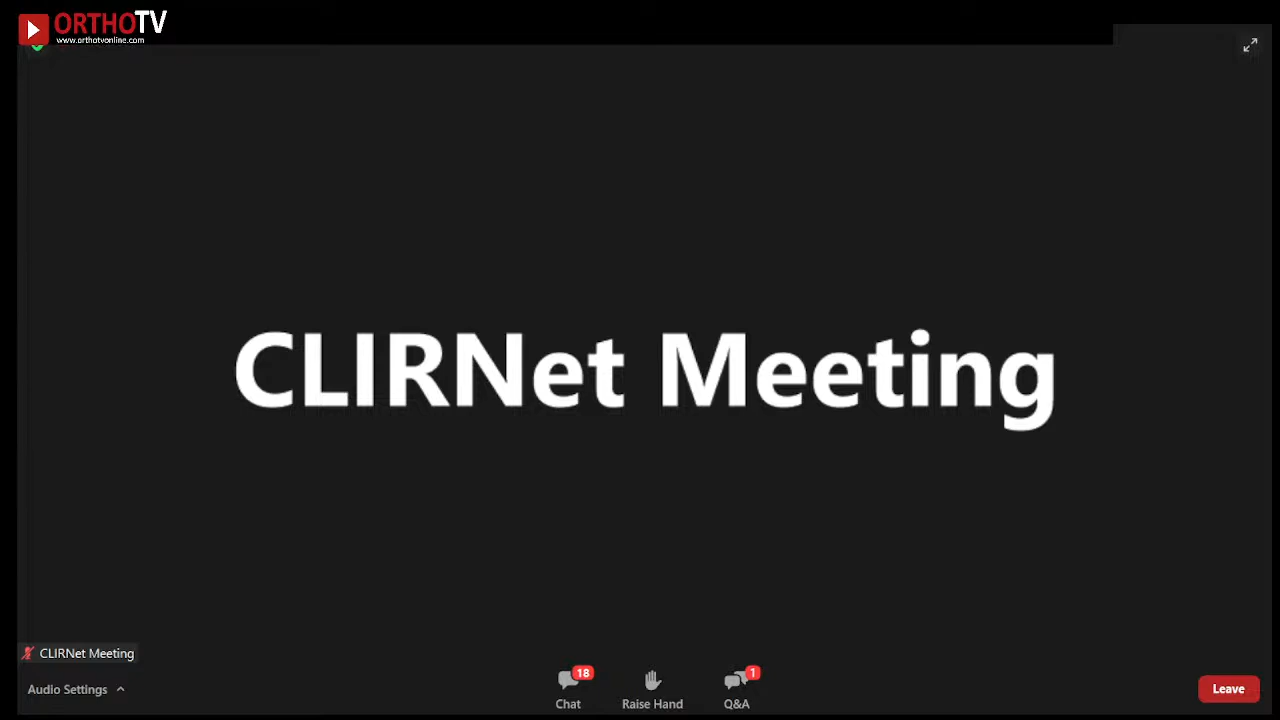 ORTHOTV
www.orthotvonline.com
CLIRNet Meeting
CLIRNet Meeting
Audio Settings
18
Chat
Raise Hand
1
Q&A
Leave